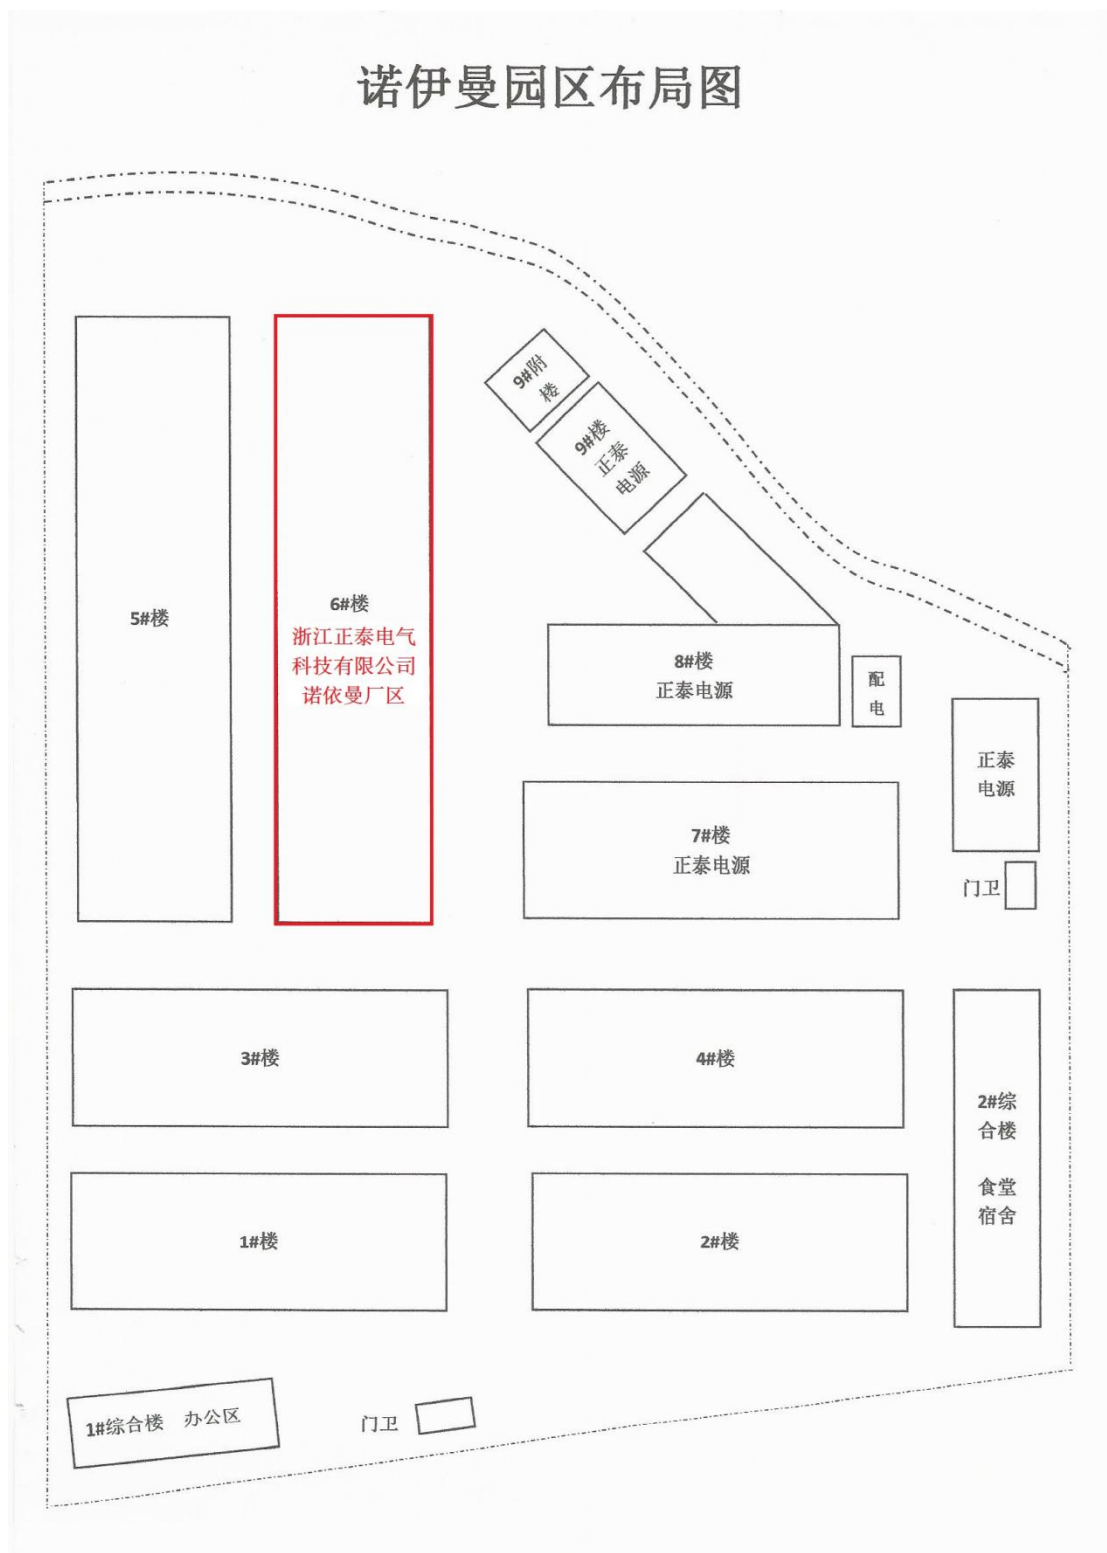 诺伊曼园区布局图
9#附
楼
9#楼
正泰
电源
5#楼
6#楼
浙江正泰电气
科技有限公司
诺依曼厂区
8#楼
正泰电源
配
电
正泰
电源
7#楼
正泰电源
门卫
3#楼
4#楼
2#综
合楼
食堂
宿舍
1#楼
2#楼
1#综合楼 办公区
门卫